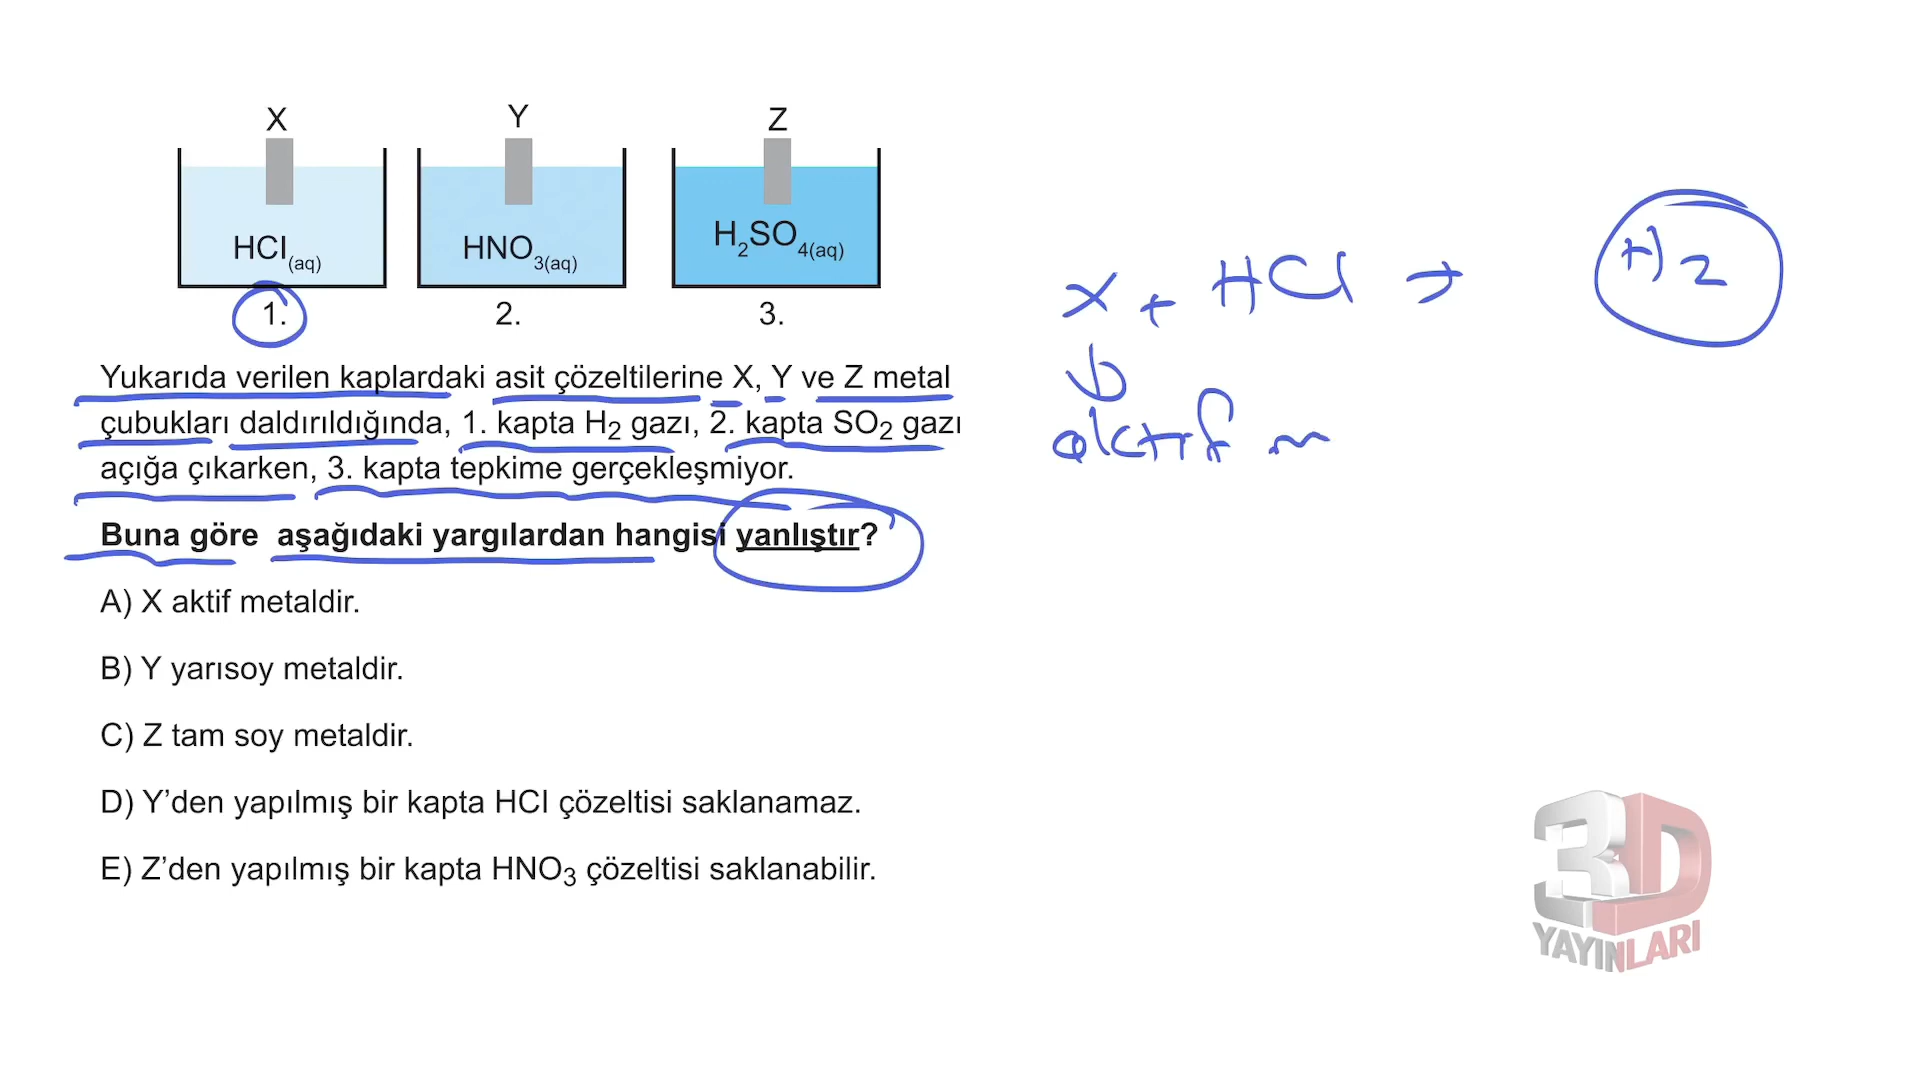 X Y Z
HCl(aq) HNO3(aq) H2SO4(aq)
1. 2. 3.
Yukarıda verilen kaplardaki asit çözeltilerine X, Y ve Z metal
çubukları daldırıldığında, 1. kapta H2 gazı, 2. kapta SO2 gazı
açığa çıkarken, 3. kapta tepkime gerçekleşmiyor.
Buna göre aşağıdaki yargılardan hangisi yanlıştır?
A) X aktif metaldir.
B) Y yarısoy metaldir.
C) Z tam soy metaldir.
D) Y’den yapılmış bir kapta HCl çözeltisi saklanamaz.
E) Z’den yapılmış bir kapta HNO3 çözeltisi saklanabilir.
X + HCl → H2
aktif m
3D
YAYINLARI